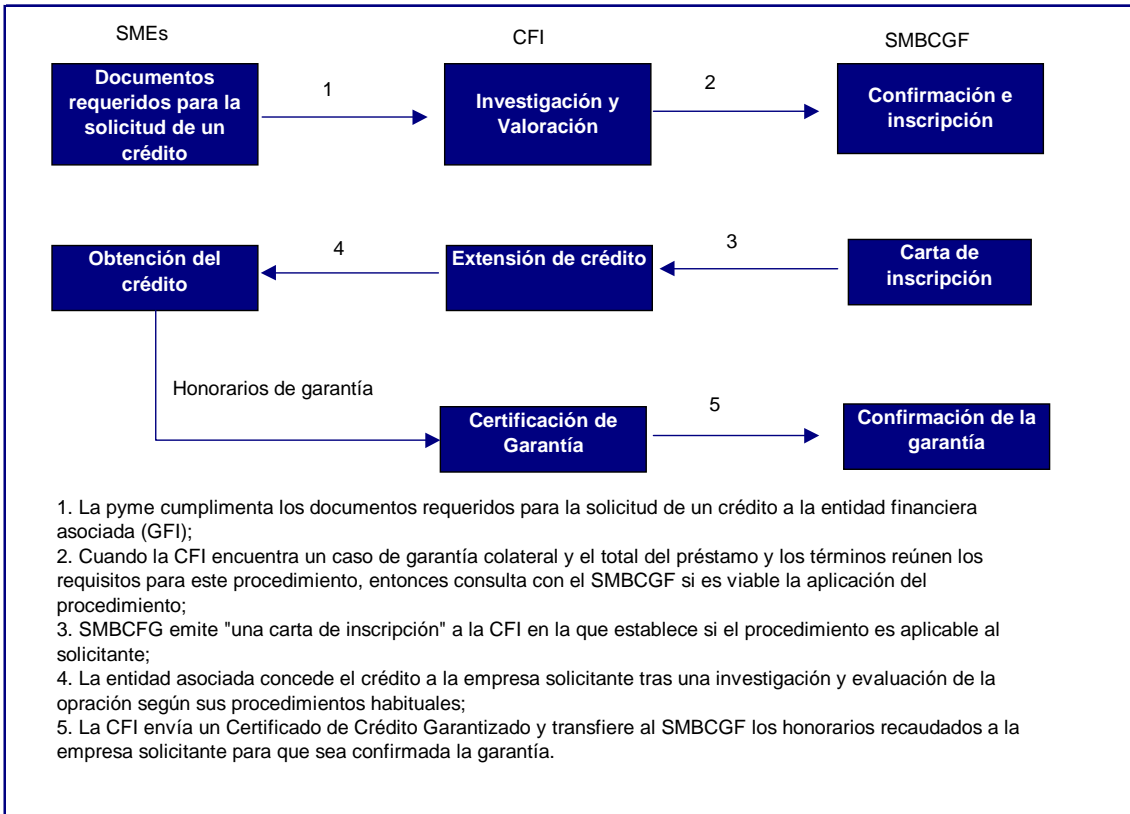 SMEs
CFI
SMBCGF
Documentos
requeridos para la
solicitud de un
crédito
1
Investigación y
Valoración
2
Confirmación e
inscripción
Obtención del
crédito
4
Extensión de crédito
3
Carta de
inscripción
Honorarios de garantía
Certificación de
Garantía
5
Confirmación de la
garantía
1. La pyme cumplimenta los documentos requeridos para la solicitud de un crédito a la entidad financiera
asociada (GFI);
2. Cuando la CFI encuentra un caso de garantía colateral y el total del préstamo y los términos reúnen los
requisitos para este procedimiento, entonces consulta con el SMBCGF si es viable la aplicación del
procedimiento;
3. SMBCFG emite "una carta de inscripción" a la CFI en la que establece si el procedimiento es aplicable al
solicitante;
4. La entidad asociada concede el crédito a la empresa solicitante tras una investigación y evaluación de la
opración según sus procedimientos habituales;
5. La CFI envía un Certificado de Crédito Garantizado y transfiere al SMBCGF los honorarios recaudados a la
empresa solicitante para que sea confirmada la garantía.